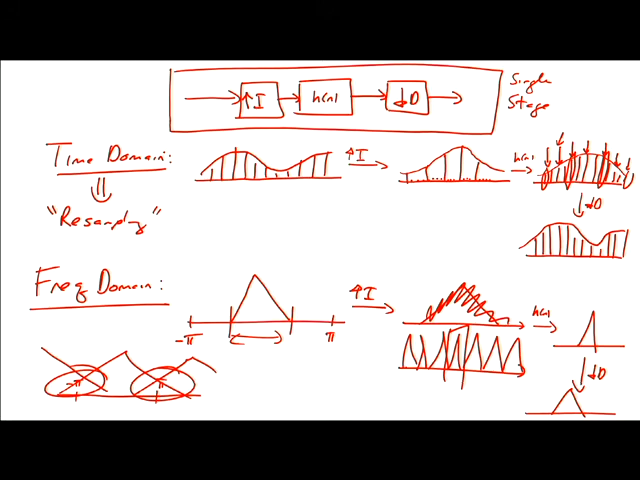 ↑I h(n) ↓D
Single
Stage
Time Domain:
↑I
h(n)
↓D
"Resampling"
Freq Domain:
-π π
↑I
h(n)
↓D
-π π